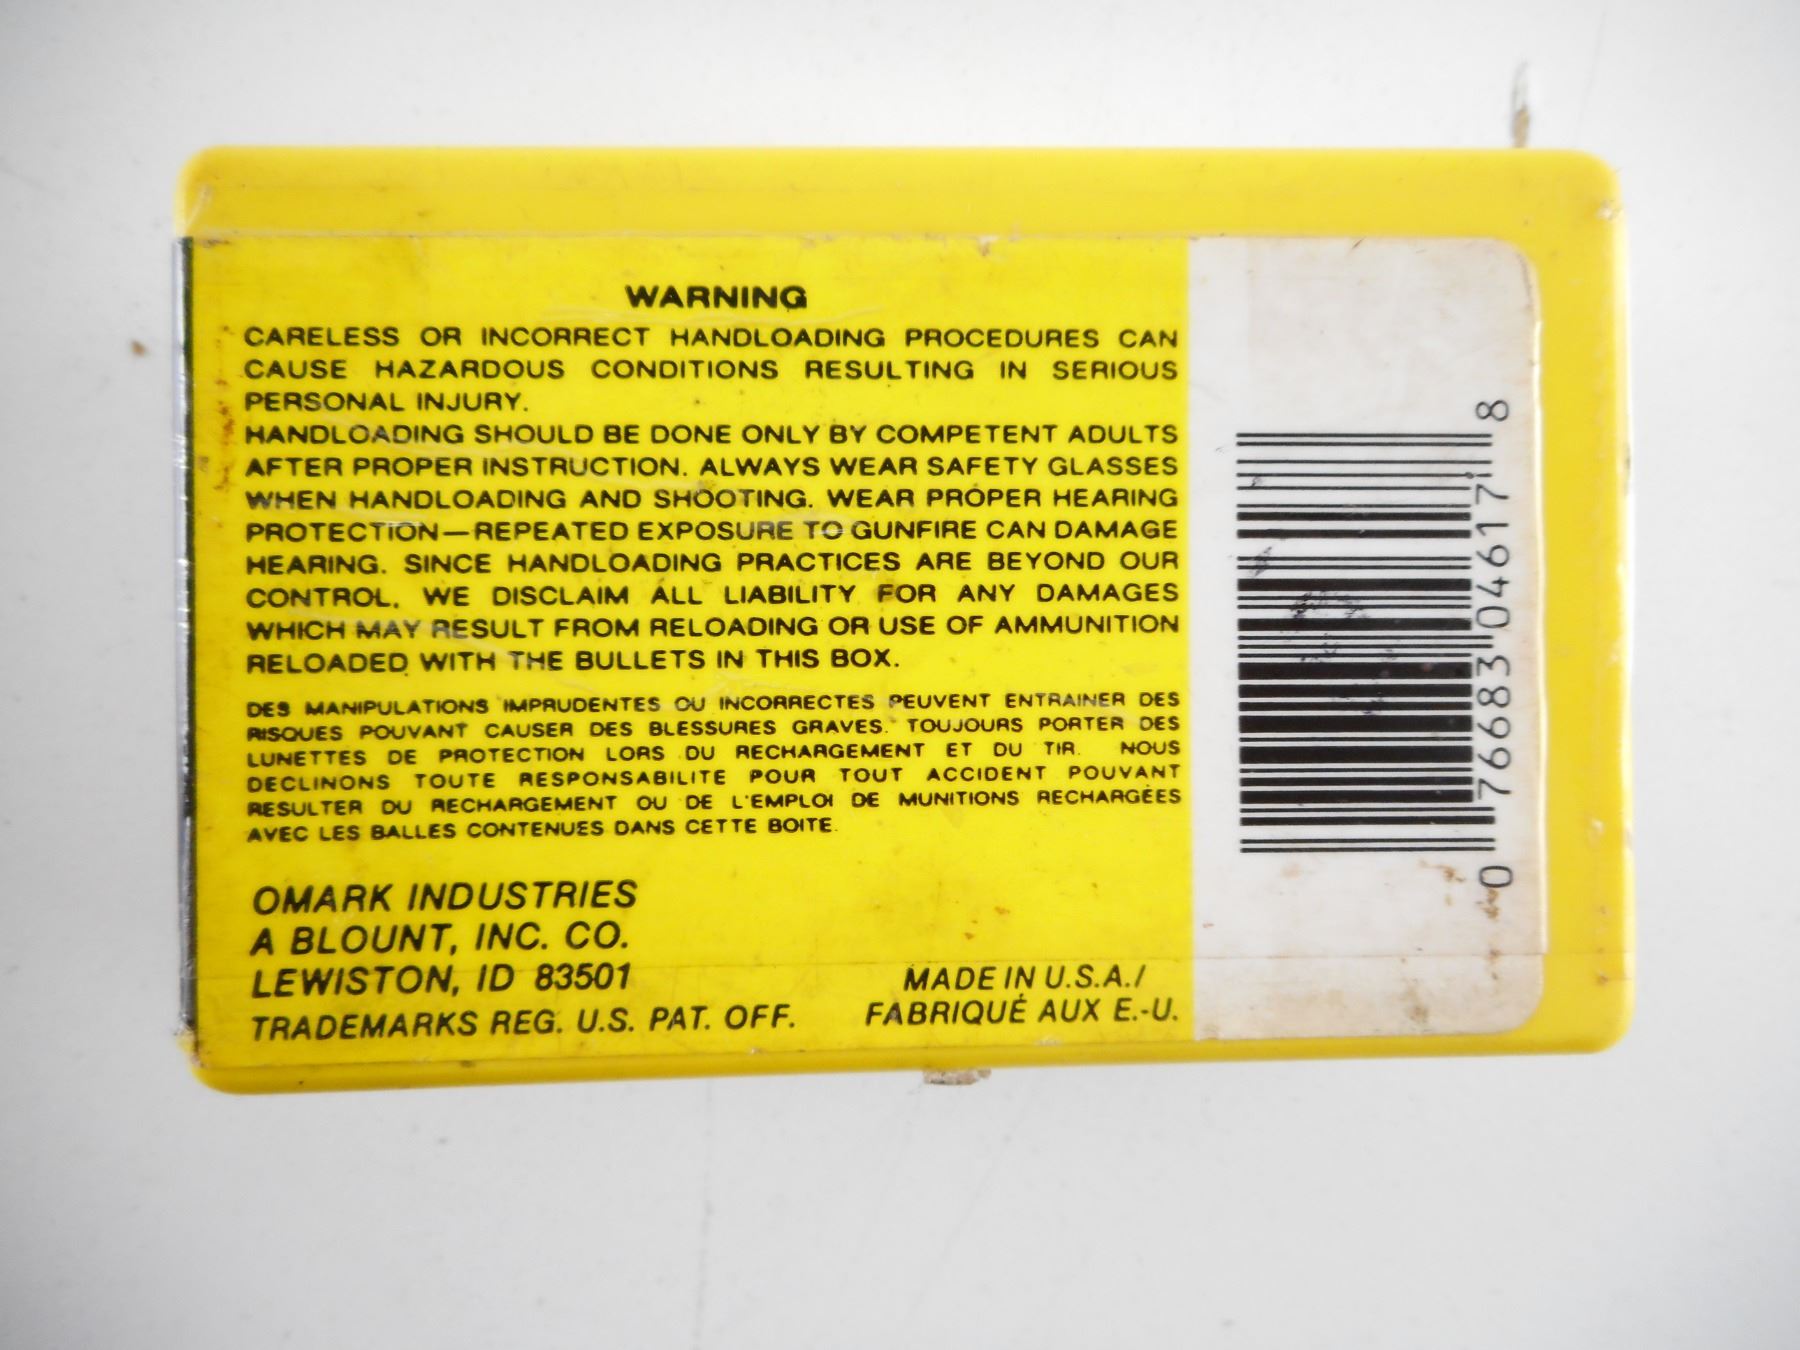 WARNING
CARELESS OR INCORRECT HANDLOADING PROCEDURES CAN
CAUSE HAZARDOUS CONDITIONS RESULTING IN SERIOUS
PERSONAL INJURY.
HANDLOADING SHOULD BE DONE ONLY BY COMPETENT ADULTS
AFTER PROPER INSTRUCTION. ALWAYS WEAR SAFETY GLASSES
WHEN HANDLOADING AND SHOOTING. WEAR PROPER HEARING
PROTECTION—REPEATED EXPOSURE TO GUNFIRE CAN DAMAGE
HEARING. SINCE HANDLOADING PRACTICES ARE BEYOND OUR
CONTROL, WE DISCLAIM ALL LIABILITY FOR ANY DAMAGES
WHICH MAY RESULT FROM RELOADING OR USE OF AMMUNITION
RELOADED WITH THE BULLETS IN THIS BOX.
DES MANIPULATIONS IMPRUDENTES OU INCORRECTES PEUVENT ENTRAINER DES
RISQUES POUVANT CAUSER DES BLESSURES GRAVES. TOUJOURS PORTER DES
LUNETTES DE PROTECTION LORS DU RECHARGEMENT ET DU TIR. NOUS
DECLINONS TOUTE RESPONSABILITE POUR TOUT ACCIDENT POUVANT
RESULTER DU RECHARGEMENT OU DE L'EMPLOI DE MUNITIONS RECHARGÉES
AVEC LES BALLES CONTENUES DANS CETTE BOITE.
OMARK INDUSTRIES
A BLOUNT, INC. CO.
LEWISTON, ID 83501
TRADEMARKS REG. U.S. PAT. OFF.
MADE IN U.S.A./
FABRIQUÉ AUX E.-U.
0 76683 04617 8